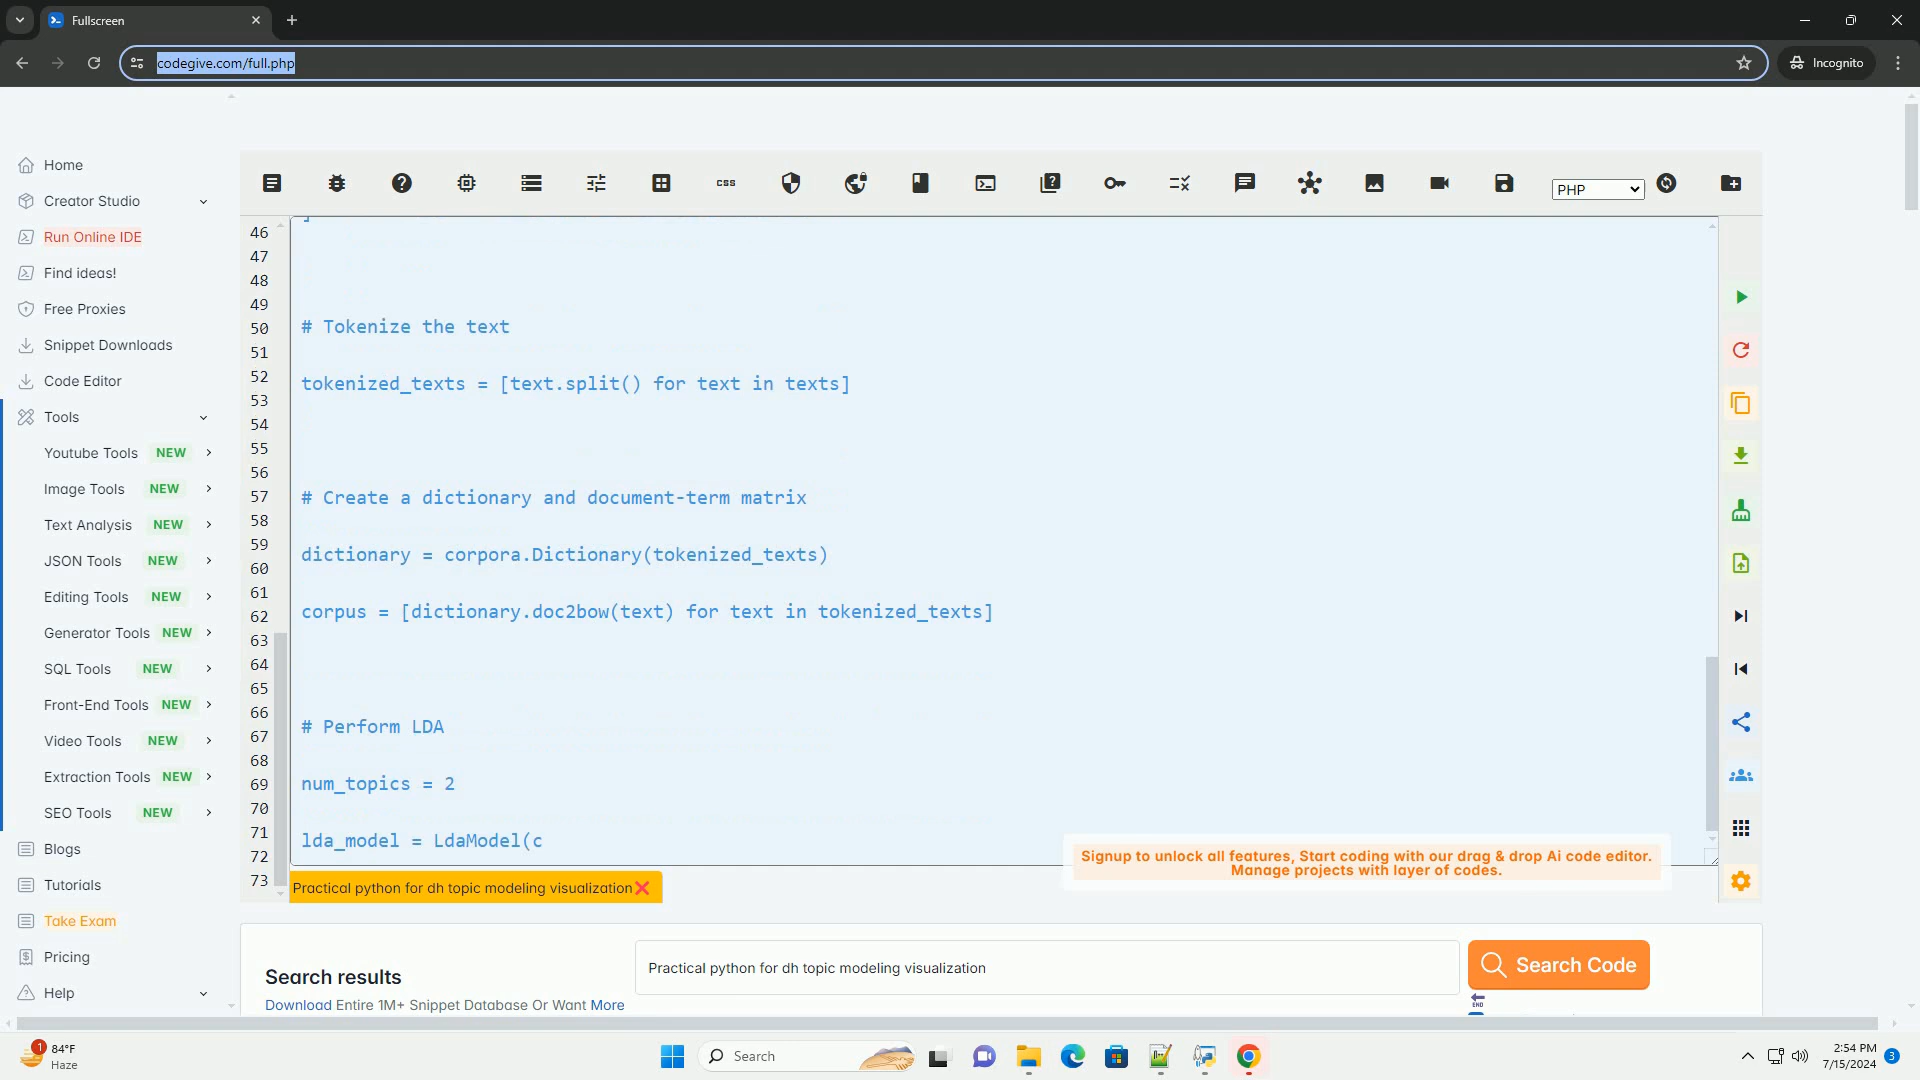 Fullscreen
codegive.com/full.php
Incognito
Home
Creator Studio
Run Online IDE
Find ideas!
Free Proxies
Snippet Downloads
Code Editor
Tools
Youtube Tools NEW
Image Tools NEW
Text Analysis NEW
JSON Tools NEW
Editing Tools NEW
Generator Tools NEW
SQL Tools NEW
Front-End Tools NEW
Video Tools NEW
Extraction Tools NEW
SEO Tools NEW
Blogs
Tutorials
Take Exam
Pricing
Help
css
PHP
46
47
48
49
50
51
52
53
54
55
56
57
58
59
60
61
62
63
64
65
66
67
68
69
70
71
72
73
# Tokenize the text
tokenized_texts = [text.split() for text in texts]
# Create a dictionary and document-term matrix
dictionary = corpora.Dictionary(tokenized_texts)
corpus = [dictionary.doc2bow(text) for text in tokenized_texts]
# Perform LDA
num_topics = 2
lda_model = LdaModel(c
Signup to unlock all features, Start coding with our drag & drop Ai code editor.
Manage projects with layer of codes.
Practical python for dh topic modeling visualization
Search results
Download Entire 1M+ Snippet Database Or Want More
Practical python for dh topic modeling visualization
Search Code
END
1
84°F
Haze
Search
2:54 PM
7/15/2024
3